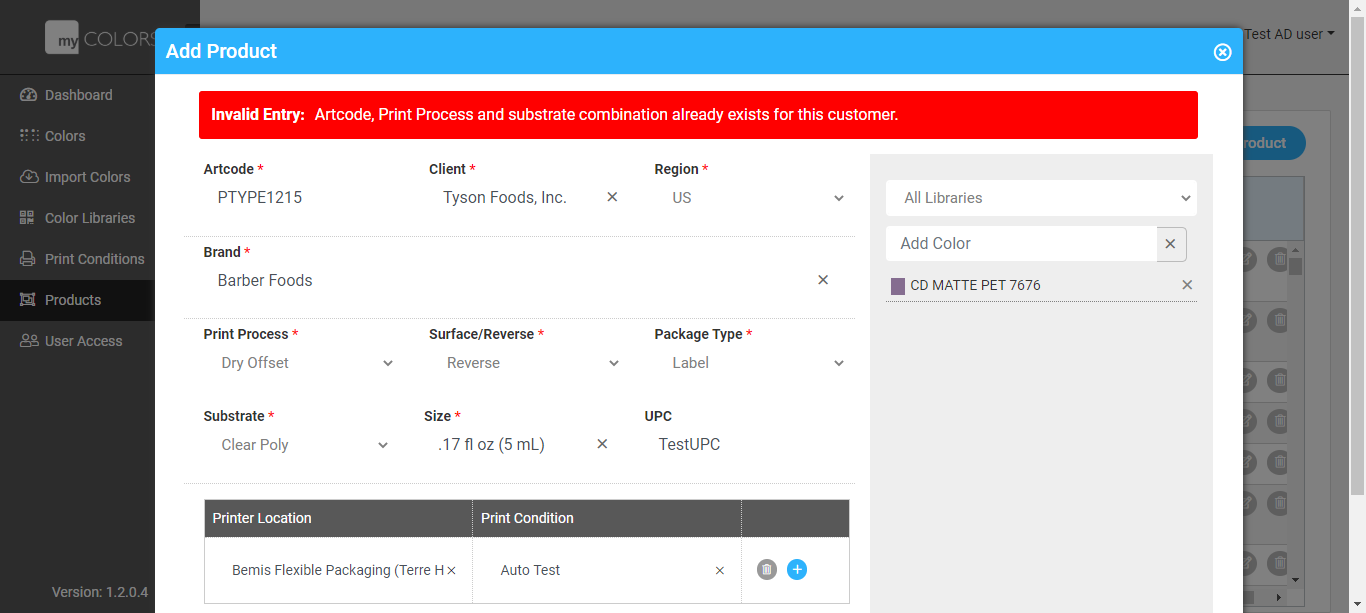 my COLORS
Test AD user
Add Product
Dashboard
Colors
Import Colors
Color Libraries
Print Conditions
Products
User Access
Version: 1.2.0.4
Invalid Entry: Artcode, Print Process and substrate combination already exists for this customer.
Artcode * Client * Region *
PTYPE1215 Tyson Foods, Inc. US
Brand *
Barber Foods
Print Process * Surface/Reverse * Package Type *
Dry Offset Reverse Label
Substrate * Size * UPC
Clear Poly .17 fl oz (5 mL) TestUPC
Printer Location Print Condition
Bemis Flexible Packaging (Terre H Auto Test
All Libraries
Add Color
CD MATTE PET 7676
roduct